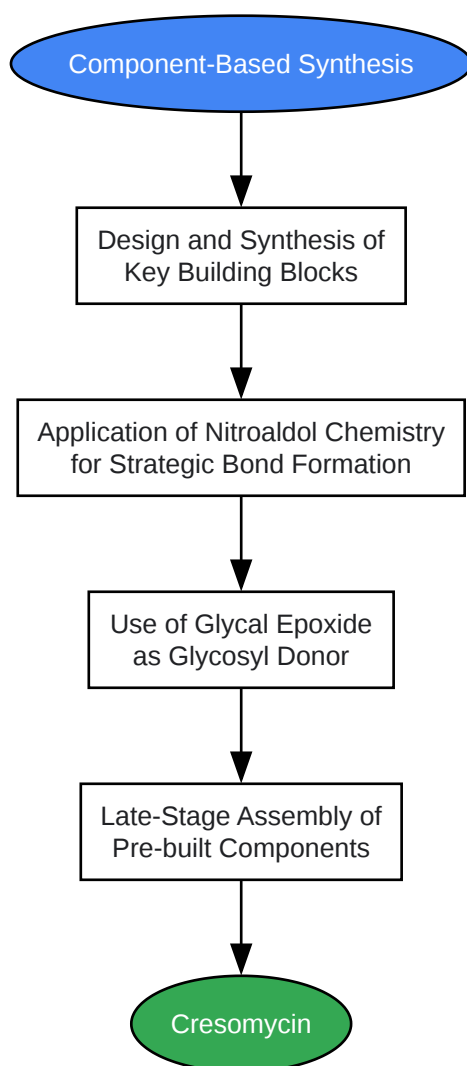 Component-Based Synthesis
Design and Synthesis of
Key Building Blocks
Application of Nitroaldol Chemistry
for Strategic Bond Formation
Use of Glycal Epoxide
as Glycosyl Donor
Late-Stage Assembly of
Pre-built Components
Cresomycin